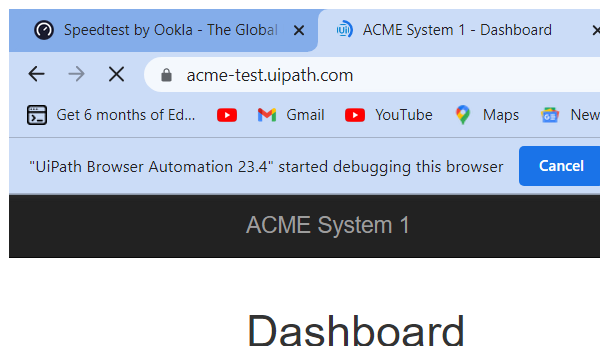 Speedtest by Ookla - The Global
ACME System 1 - Dashboard
acme-test.uipath.com
Get 6 months of Ed...
Gmail
YouTube
Maps
New
"UiPath Browser Automation 23.4" started debugging this browser
Cancel
ACME System 1
Dashboard